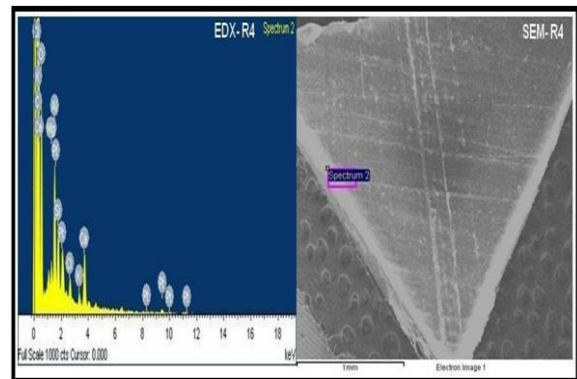 EDX- R4
Spectrum 2
SEM- R4
Spectrum 2
0 2 4 6 8 10 12 14 16 18
Full Scale 1000 cts Cursor: 0.000
keV
1mm
Electron Image 1